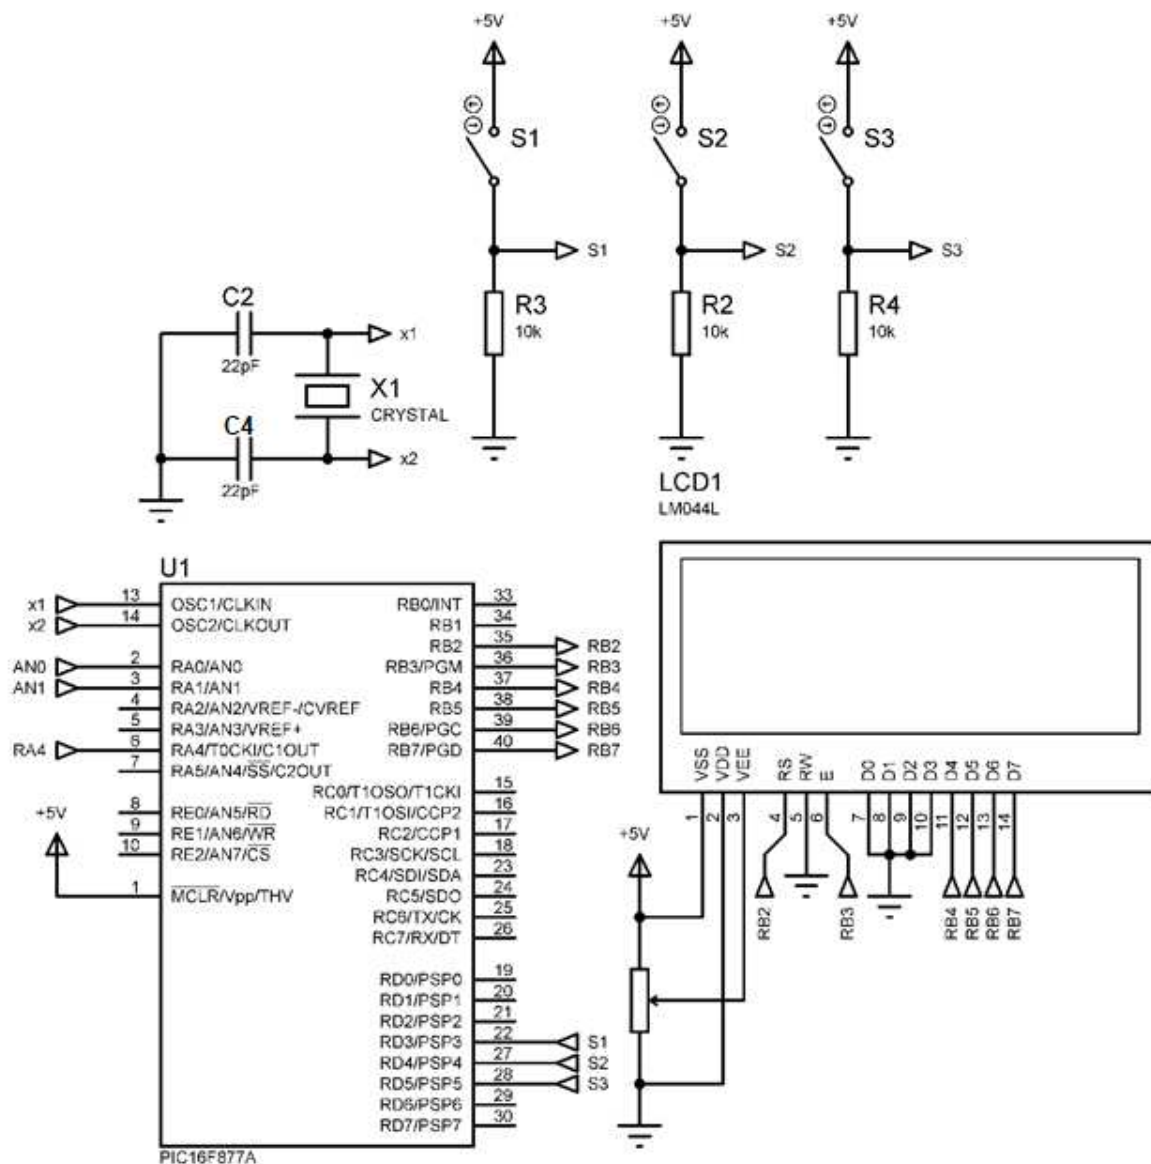 +5V +5V +5V
S1 S2 S3
S1 S2 S3
R3 R2 R4
10k 10k 10k
C2
22pF
x1
X1
CRYSTAL
C4
22pF
x2
LCD1
LM044L
U1
x1 13 OSC1/CLKIN
x2 14 OSC2/CLKOUT
AN0 2 RA0/AN0
AN1 3 RA1/AN1
4 RA2/AN2/VREF-/CVREF
5 RA3/AN3/VREF+
RA4 6 RA4/T0CKI/C1OUT
7 RA5/AN4/SS/C2OUT
8 RE0/AN5/RD
9 RE1/AN6/WR
10 RE2/AN7/CS
+5V
1 MCLR/Vpp/THV
RB0/INT 33
RB1 34
RB2 35 RB2
RB3/PGM 36 RB3
RB4 37 RB4
RB5 38 RB5
RB6/PGC 39 RB6
RB7/PGD 40 RB7
RC0/T1OSO/T1CKI 15
RC1/T1OSI/CCP2 16
RC2/CCP1 17
RC3/SCK/SCL 18
RC4/SDI/SDA 23
RC5/SDO 24
RC6/TX/CK 25
RC7/RX/DT 26
RD0/PSP0 19
RD1/PSP1 20
RD2/PSP2 21
RD3/PSP3 22 S1
RD4/PSP4 27 S2
RD5/PSP5 28 S3
RD6/PSP6 29
RD7/PSP7 30
PIC16F877A
VSS VDD VEE RS RW E D0 D1 D2 D3 D4 D5 D6 D7
1 2 3 4 5 6 7 8 9 10 11 12 13 14
+5V
RB2 RB3 RB4 RB5 RB6 RB7